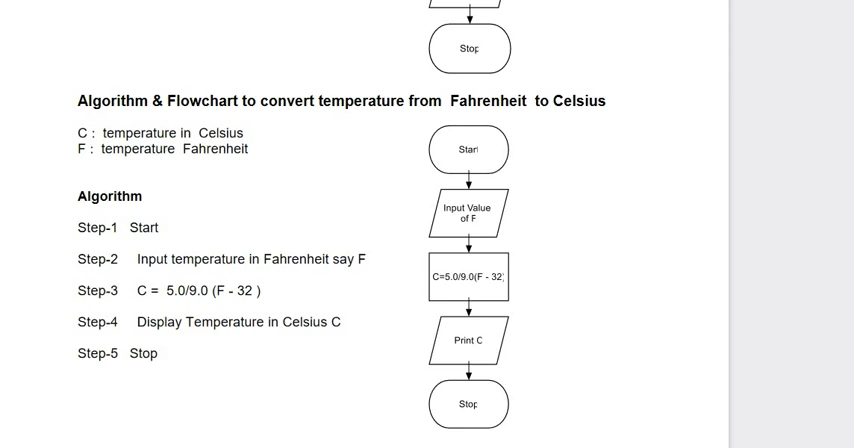 Stop
Algorithm & Flowchart to convert temperature from Fahrenheit to Celsius
C : temperature in Celsius
F : temperature Fahrenheit
Algorithm
Step-1 Start
Step-2 Input temperature in Fahrenheit say F
Step-3 C = 5.0/9.0 (F - 32 )
Step-4 Display Temperature in Celsius C
Step-5 Stop
Start
Input Value
of F
C=5.0/9.0(F - 32)
Print C
Stop